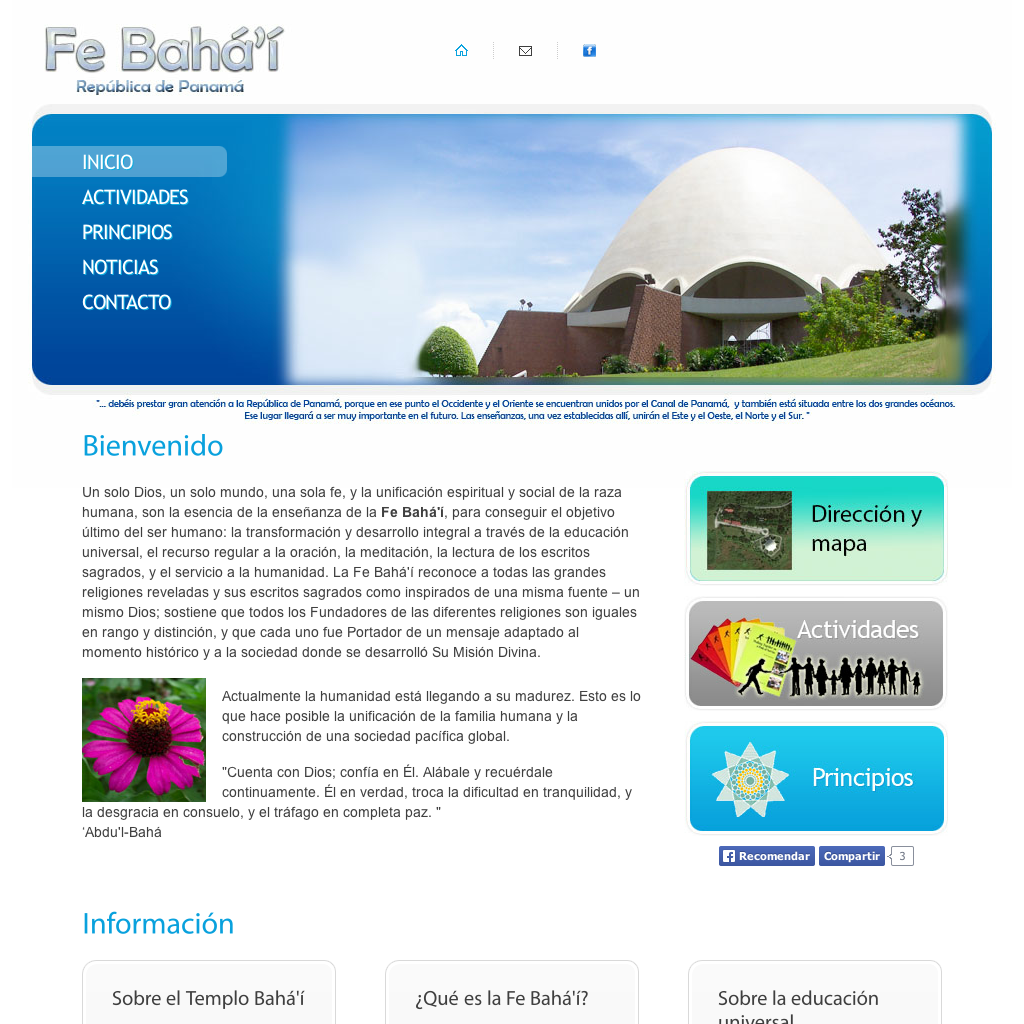 Fe Bahá'í
República de Panamá
INICIO
ACTIVIDADES
PRINCIPIOS
NOTICIAS
CONTACTO
"... debéis prestar gran atención a la República de Panamá, porque en ese punto el Occidente y el Oriente se encuentran unidos por el Canal de Panamá, y también está situada entre los dos grandes océanos.
Ese lugar llegará a ser muy importante en el futuro. Las enseñanzas, una vez establecidas allí, unirán el Este y el Oeste, el Norte y el Sur. "
Bienvenido
Un solo Dios, un solo mundo, una sola fe, y la unificación espiritual y social de la raza
humana, son la esencia de la enseñanza de la Fe Bahá'í, para conseguir el objetivo
último del ser humano: la transformación y desarrollo integral a través de la educación
universal, el recurso regular a la oración, la meditación, la lectura de los escritos
sagrados, y el servicio a la humanidad. La Fe Bahá'í reconoce a todas las grandes
religiones reveladas y sus escritos sagrados como inspirados de una misma fuente – un
mismo Dios; sostiene que todos los Fundadores de las diferentes religiones son iguales
en rango y distinción, y que cada uno fue Portador de un mensaje adaptado al
momento histórico y a la sociedad donde se desarrolló Su Misión Divina.
Actualmente la humanidad está llegando a su madurez. Esto es lo
que hace posible la unificación de la familia humana y la
construcción de una sociedad pacífica global.
"Cuenta con Dios; confía en Él. Alábale y recuérdale
continuamente. Él en verdad, troca la dificultad en tranquilidad, y
la desgracia en consuelo, y el tráfago en completa paz. "
‘Abdu'l-Bahá
Dirección y
mapa
Actividades
Principios
Recomendar
Compartir
3
Información
Sobre el Templo Bahá'í
¿Qué es la Fe Bahá'í?
Sobre la educación
universal